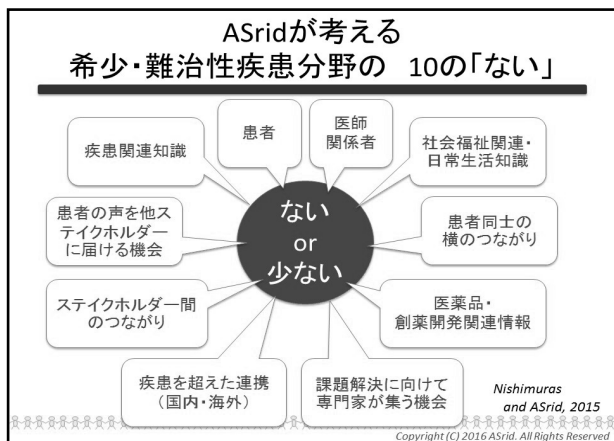 ASridが考える
希少・難治性疾患分野の 10の「ない」
患者
医師
関係者
疾患関連知識
社会福祉関連・
日常生活知識
患者の声を他ス
テイクホルダー
に届ける機会
ない
or
少ない
患者同士の
横のつながり
ステイクホルダー間
のつながり
医薬品・
創薬開発関連情報
疾患を超えた連携
(国内・海外)
課題解決に向けて
専門家が集う機会
Nishimuras
and ASrid, 2015
Copyright (C) 2016 ASrid. All Rights Reserved